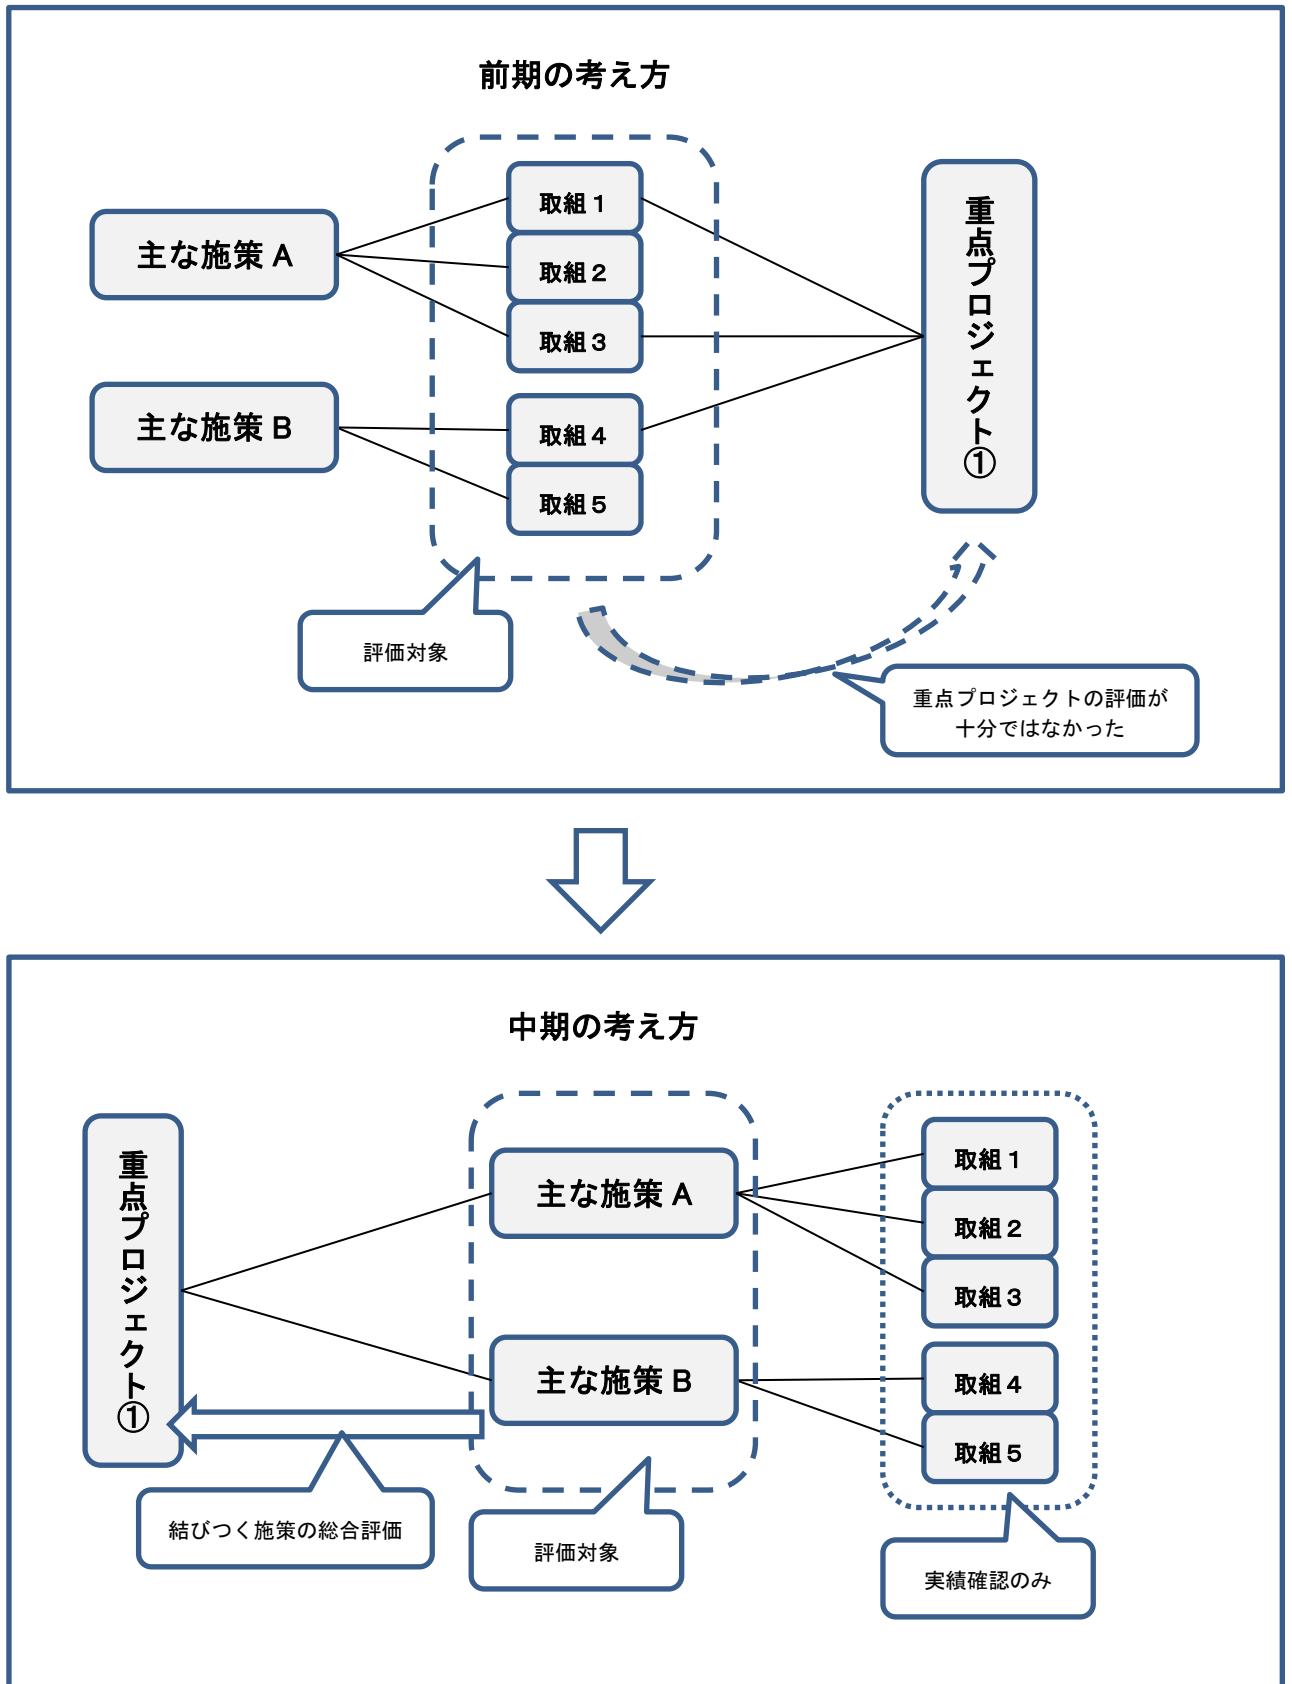 前期の考え方
主な施策 A
主な施策 B
取組 1
取組 2
取組 3
取組 4
取組 5
重点プロジェクト①
評価対象
重点プロジェクトの評価が
十分ではなかった
中期の考え方
重点プロジェクト①
主な施策 A
主な施策 B
取組 1
取組 2
取組 3
取組 4
取組 5
結びつく施策の総合評価
評価対象
実績確認のみ